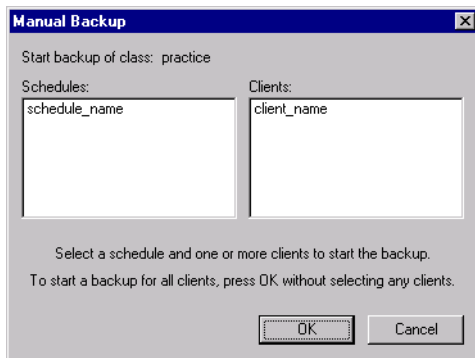 Manual Backup
Start backup of class: practice
Schedules:
Clients:
schedule_name
client_name
Select a schedule and one or more clients to start the backup.
To start a backup for all clients, press OK without selecting any clients.
OK
Cancel